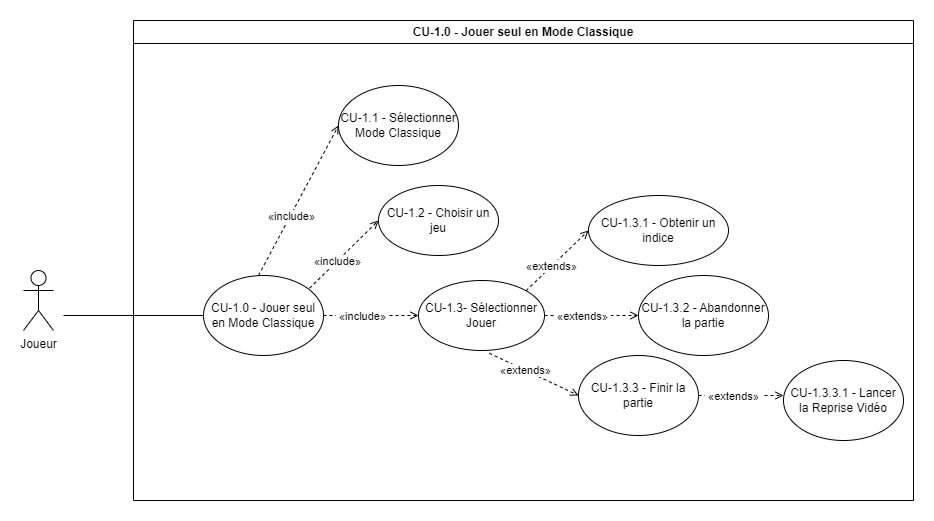 CU-1.0 - Jouer seul en Mode Classique
CU-1.1 - Sélectionner
Mode Classique
«include»
CU-1.2 - Choisir un
jeu
«include»
CU-1.3.1 - Obtenir un
indice
«extends»
Joueur
CU-1.0 - Jouer seul
en Mode Classique
«include»
CU-1.3- Sélectionner
Jouer
«extends»
CU-1.3.2 - Abandonner
la partie
«extends»
CU-1.3.3 - Finir la
partie
«extends»
CU-1.3.3.1 - Lancer
la Reprise Vidéo